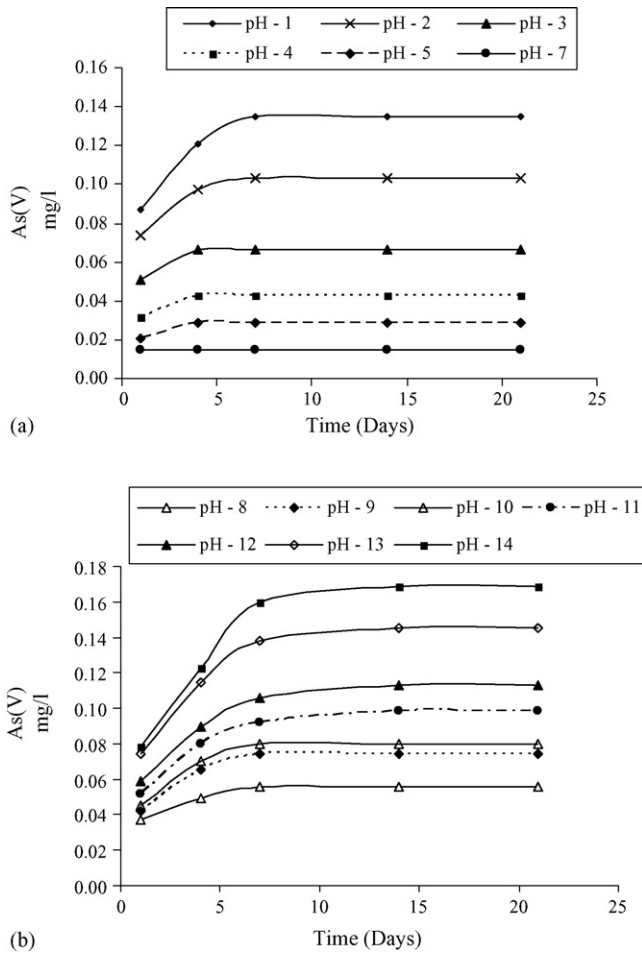 pH - 1 pH - 2 pH - 3
pH - 4 pH - 5 pH - 7
0.16
0.14
0.12
0.10
0.08
0.06
0.04
0.02
0.00
As(V)
mg/l
0 5 10 15 20 25
Time (Days)
(a)
pH - 8 pH - 9 pH - 10 pH - 11
pH - 12 pH - 13 pH - 14
0.18
0.16
0.14
0.12
0.10
0.08
0.06
0.04
0.02
0.00
As(V)
mg/l
0 5 10 15 20 25
Time (Days)
(b)